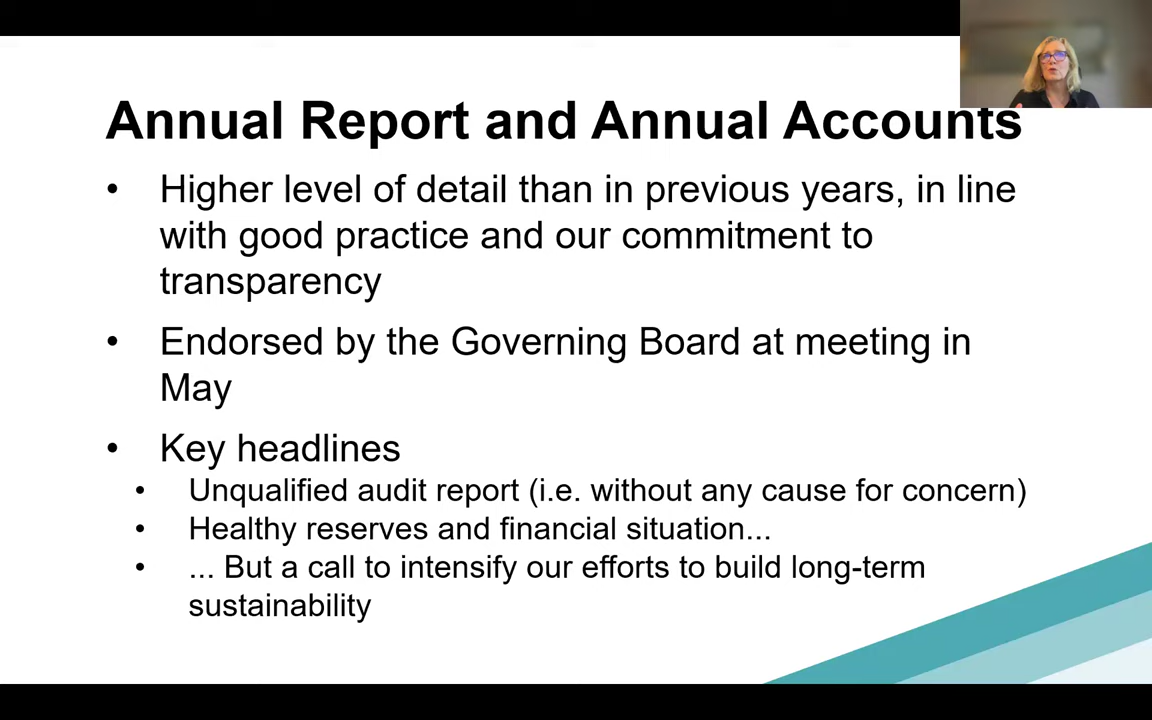 Annual Report and Annual Accounts
• Higher level of detail than in previous years, in line
with good practice and our commitment to
transparency
• Endorsed by the Governing Board at meeting in
May
• Key headlines
• Unqualified audit report (i.e. without any cause for concern)
• Healthy reserves and financial situation...
• ... But a call to intensify our efforts to build long-term
sustainability